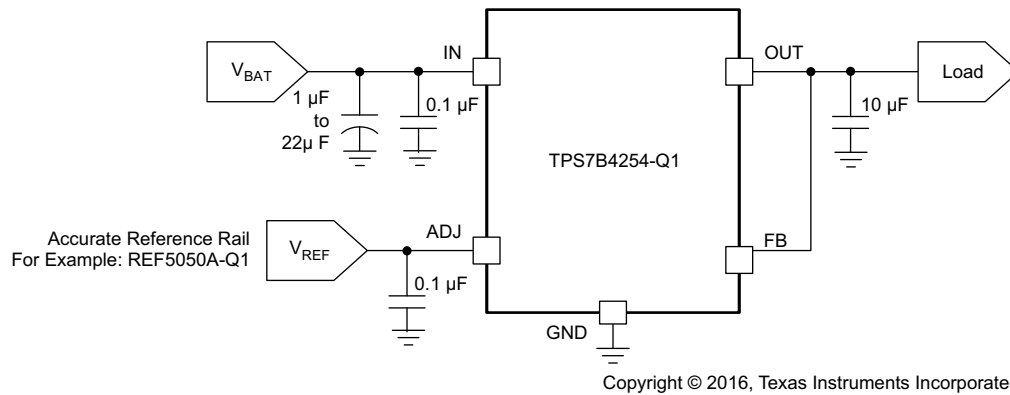 IN
OUT
V_BAT
Load
1 µF
to
22µ F
0.1 µF
10 µF
TPS7B4254-Q1
Accurate Reference Rail
For Example: REF5050A-Q1
V_REF
ADJ
FB
0.1 µF
GND
Copyright © 2016, Texas Instruments Incorporate